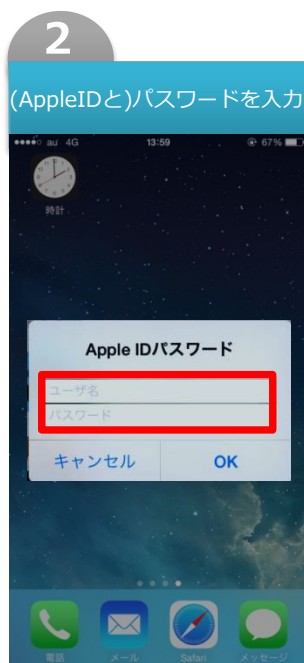 2
(AppleIDと)パスワードを入力
au 4G 13:59 67%
時計
Apple IDパスワード
ユーザ名
パスワード
キャンセル OK
電話 メール Safari メッセージ